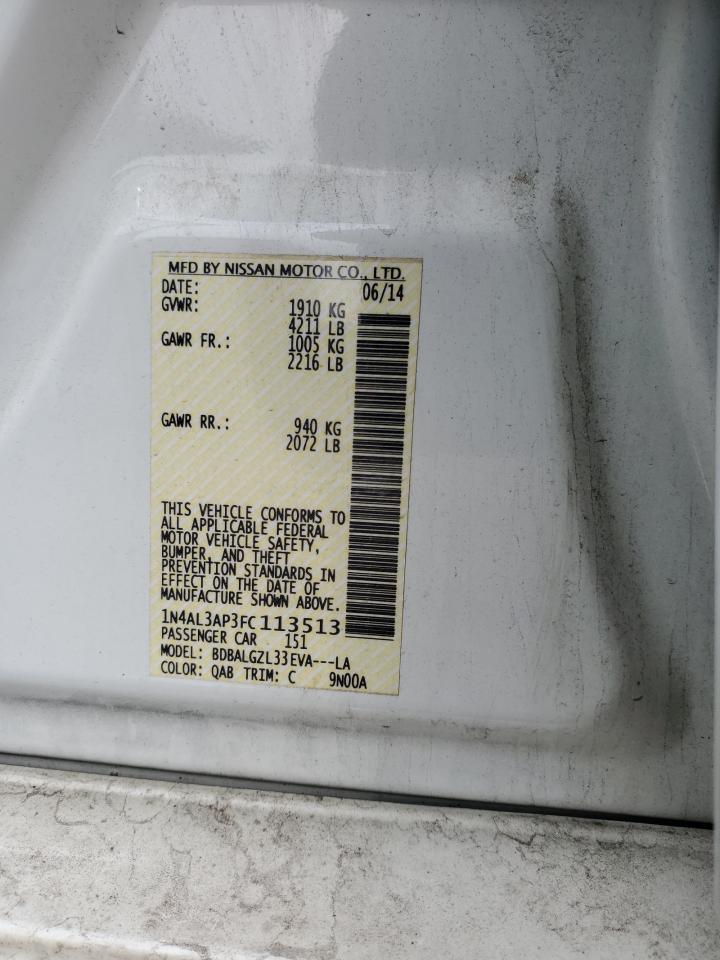 MFD BY NISSAN MOTOR CO., LTD.
DATE: 06/14
GVWR: 1910 KG
4211 LB
GAWR FR.: 1005 KG
2216 LB
GAWR RR.: 940 KG
2072 LB
THIS VEHICLE CONFORMS TO
ALL APPLICABLE FEDERAL
MOTOR VEHICLE SAFETY,
BUMPER, AND THEFT
PREVENTION STANDARDS IN
EFFECT ON THE DATE OF
MANUFACTURE SHOWN ABOVE.
1N4AL3AP3FC113513
PASSENGER CAR 151
MODEL: BDBALGZL33EVA---LA
COLOR: QAB TRIM: C 9N00A